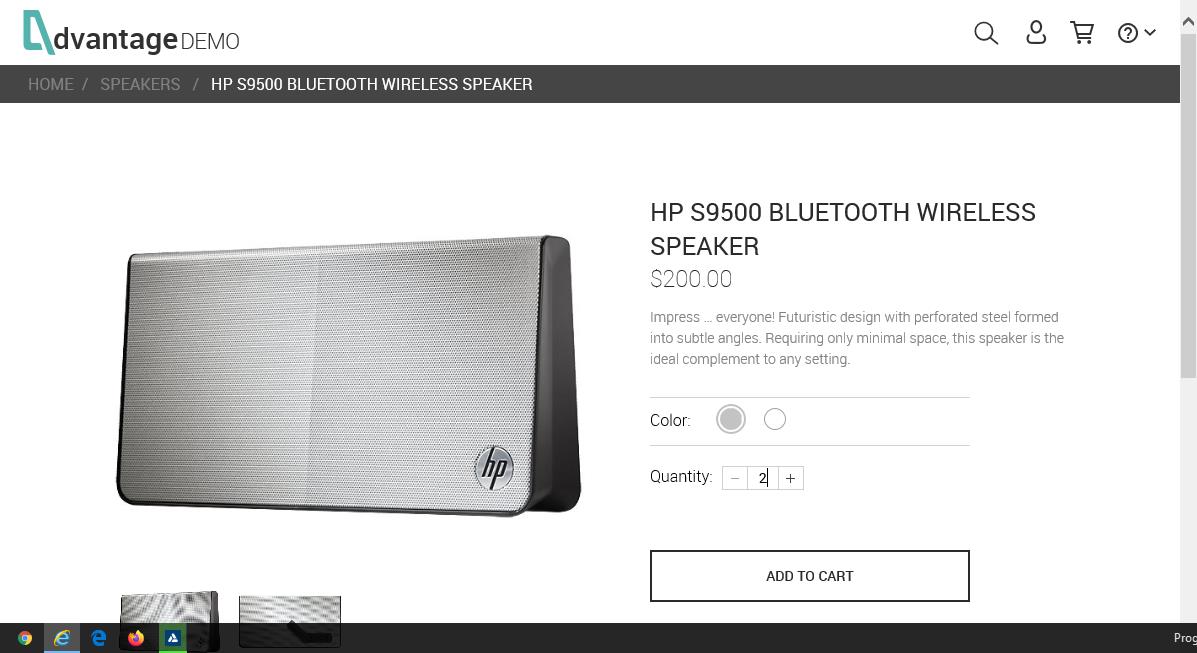 dvantage DEMO
HOME / SPEAKERS / HP S9500 BLUETOOTH WIRELESS SPEAKER
HP S9500 BLUETOOTH WIRELESS
SPEAKER
$200.00
Impress ... everyone! Futuristic design with perforated steel formed
into subtle angles. Requiring only minimal space, this speaker is the
ideal complement to any setting.
Color:
Quantity: − 2 +
hp
ADD TO CART
Prog